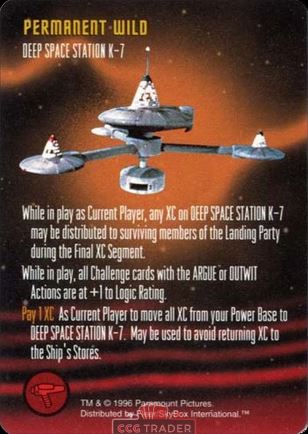 PERMANENT WILD
DEEP SPACE STATION K-7
While in play as Current Player, any XC on DEEP SPACE STATION K-7
may be distributed to surviving members of the Landing Party
during the Final XC Segment.
While in play, all Challenge cards with the ARGUE or OUTWIT
Actions are at +1 to Logic Rating.
Pay 1 XC As Current Player to move all XC from your Power Base to
DEEP SPACE STATION K-7. May be used to avoid returning XC to
the Ship's Stores.
TM & © 1996 Paramount Pictures.
Distributed by SkyBox International.™
CCG TRADER